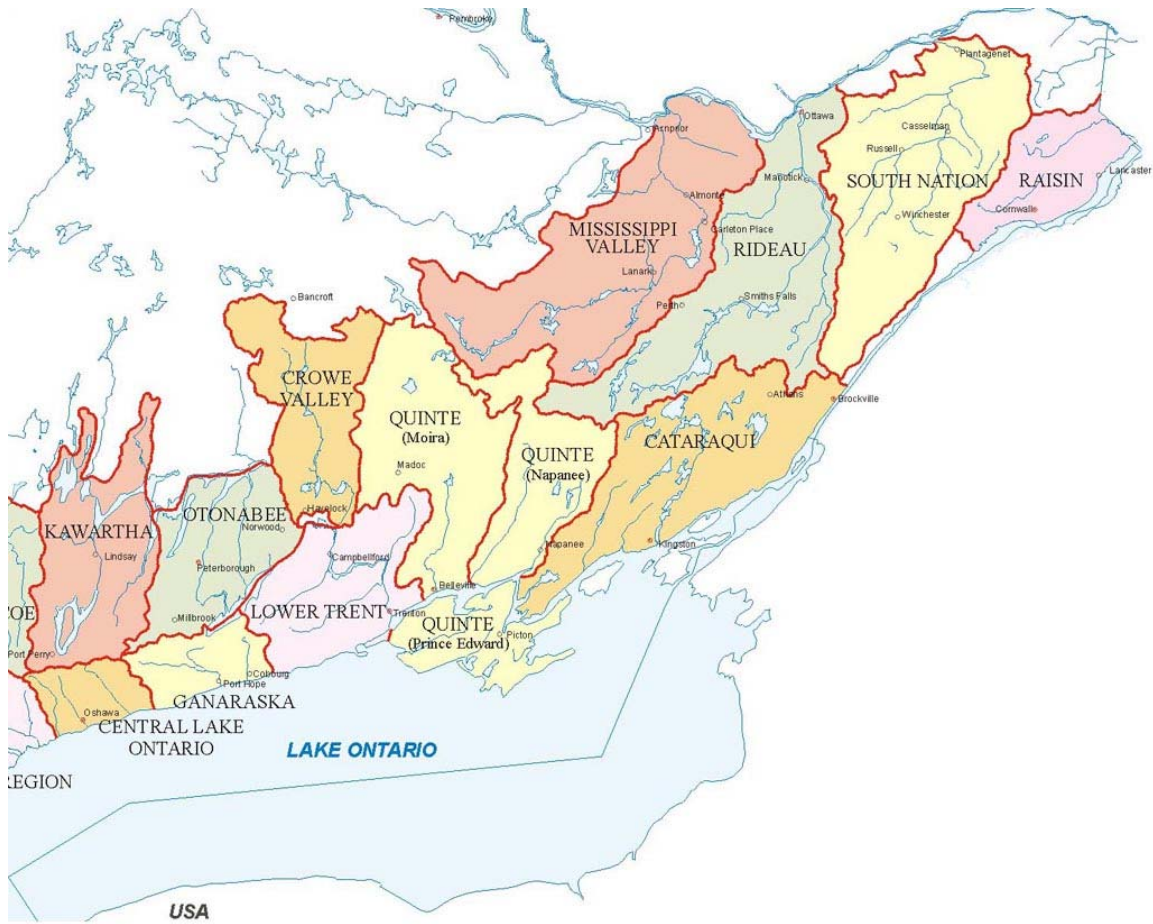 Pembroke
Plantagenet
Ottawa
Arnprior
Casselman
Russell
Lancaster
Manotick
SOUTH NATION
RAISIN
Almonte
Cornwall
Winchester
MISSISSIPPI
VALLEY
Carleton Place
RIDEAU
Lanark
Bancroft
Perth
Smiths Falls
CROWE
VALLEY
Athens
Brockville
QUINTE
(Moira)
CATARAQUI
QUINTE
(Napanee)
Madoc
OTONABEE
Havelock
Norwood
KAWARTHA
Lindsay
Campbellford
Napanee
Kingston
Peterborough
Belleville
COE
Millbrook
LOWER TRENT
Trenton
QUINTE
(Prince Edward)
Picton
Port Perry
Cobourg
Port Hope
GANARASKA
Oshawa
CENTRAL LAKE
ONTARIO
LAKE ONTARIO
REGION
USA